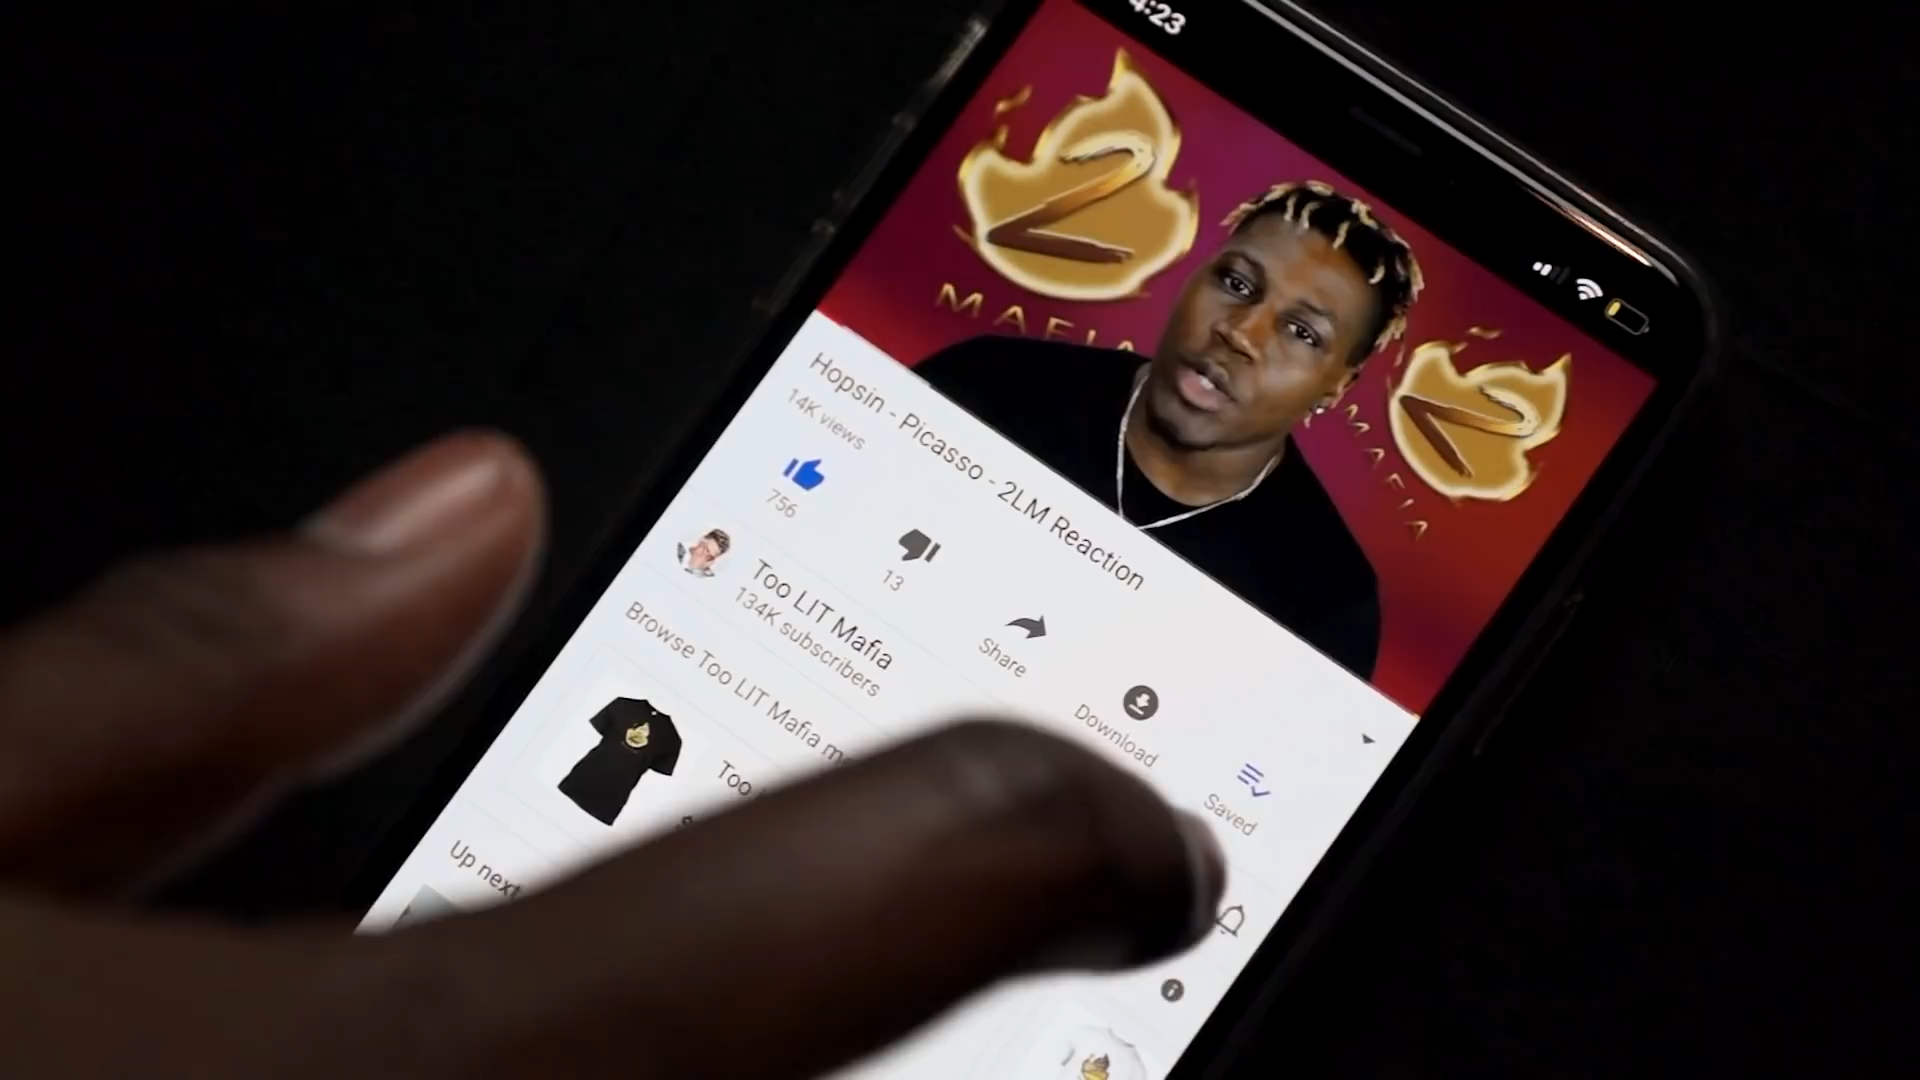 4:23
2
MAFIA
2
MAFIA
Hopsin - Picasso - 2LM Reaction
14K views
756
13
Share
Download
Saved
Too LIT Mafia
134K subscribers
Browse Too LIT Mafia
Too
Up next